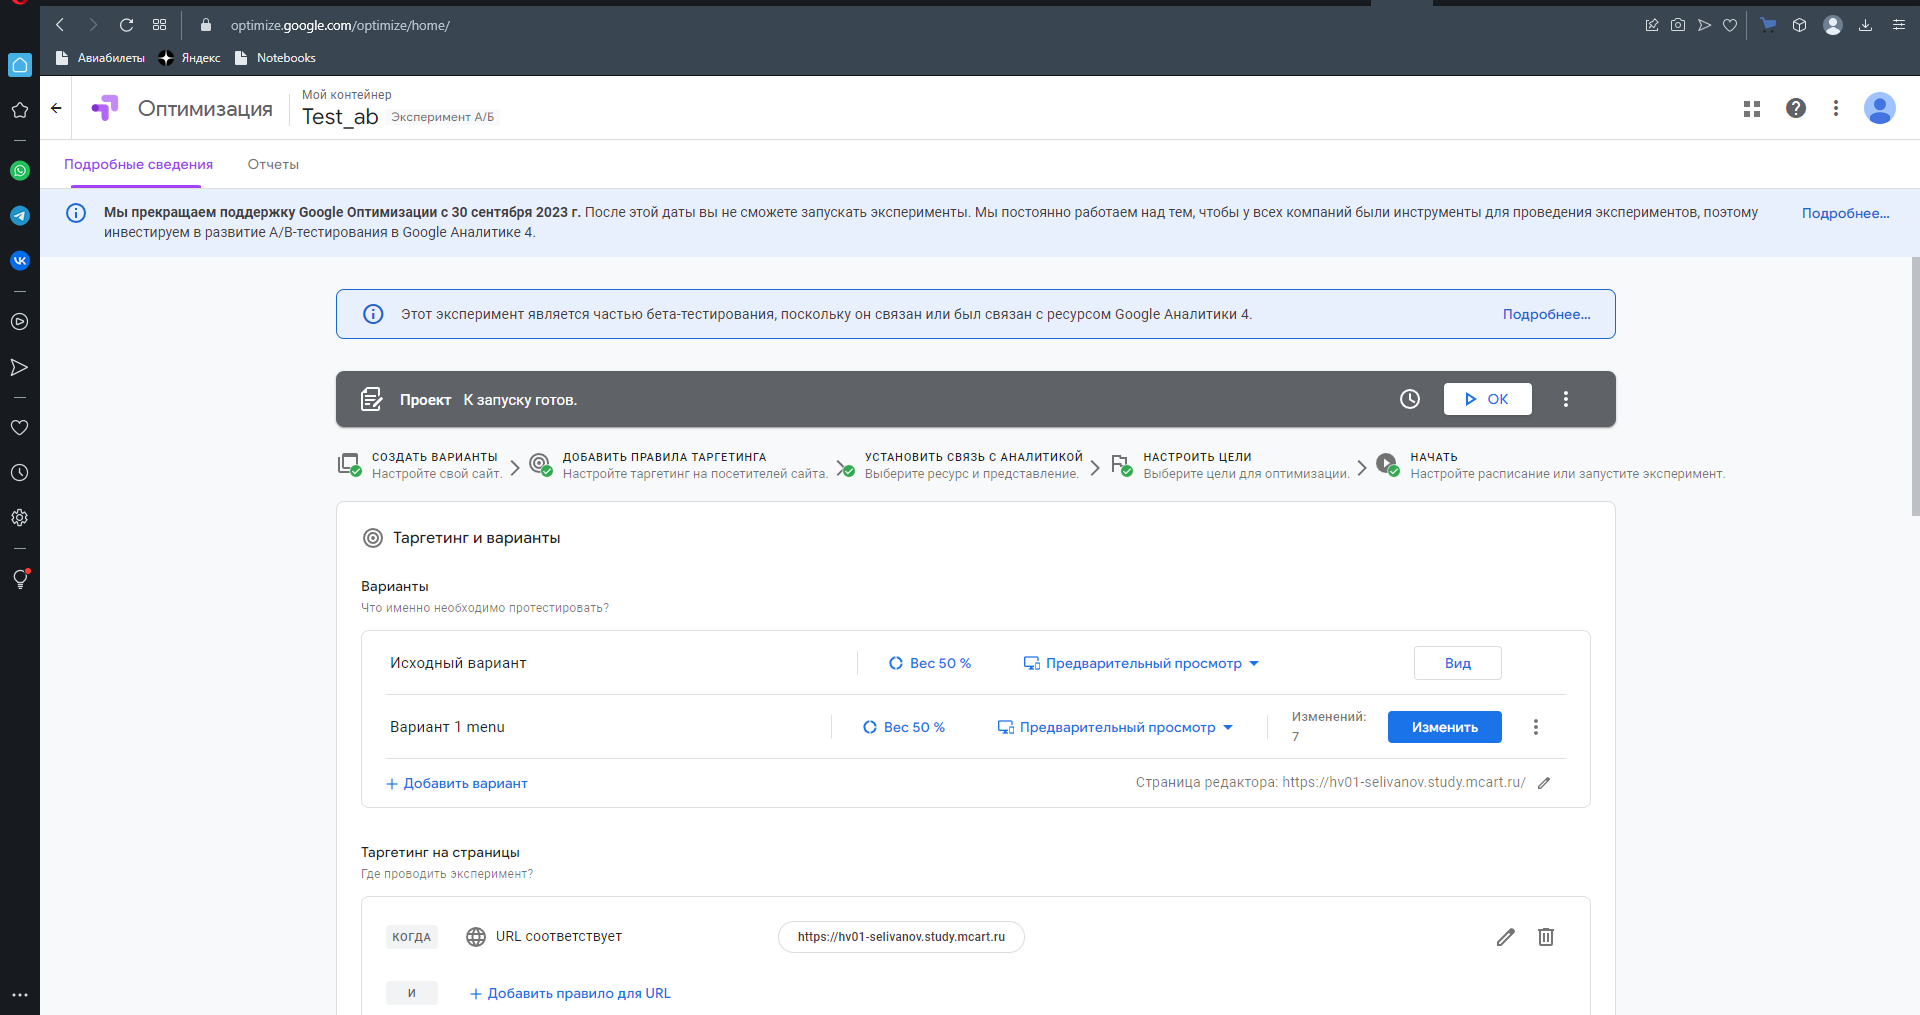 optimize.google.com/optimize/home/
Авиабилеты Яндекс Notebooks
Оптимизация
Мой контейнер
Test_ab Эксперимент А/Б
Подробные сведения Отчеты
Мы прекращаем поддержку Google Оптимизации с 30 сентября 2023 г. После этой даты вы не сможете запускать эксперименты. Мы постоянно работаем над тем, чтобы у всех компаний были инструменты для проведения экспериментов, поэтому
инвестируем в развитие A/B-тестирования в Google Аналитике 4.
Подробнее...
Этот эксперимент является частью бета-тестирования, поскольку он связан или был связан с ресурсом Google Аналитики 4. Подробнее...
Проект К запуску готов. ОК
СОЗДАТЬ ВАРИАНТЫ
Настройте свой сайт.
ДОБАВИТЬ ПРАВИЛА ТАРГЕТИНГА
Настройте таргетинг на посетителей сайта.
УСТАНОВИТЬ СВЯЗЬ С АНАЛИТИКОЙ
Выберите ресурс и представление.
НАСТРОИТЬ ЦЕЛИ
Выберите цели для оптимизации.
НАЧАТЬ
Настройте расписание или запустите эксперимент.
Таргетинг и варианты
Варианты
Что именно необходимо протестировать?
Исходный вариант Вес 50 % Предварительный просмотр Вид
Вариант 1 menu Вес 50 % Предварительный просмотр Изменений: 7 Изменить
+ Добавить вариант Страница редактора: https://hv01-selivanov.study.mcart.ru/
Таргетинг на страницы
Где проводить эксперимент?
КОГДА URL соответствует https://hv01-selivanov.study.mcart.ru
И + Добавить правило для URL